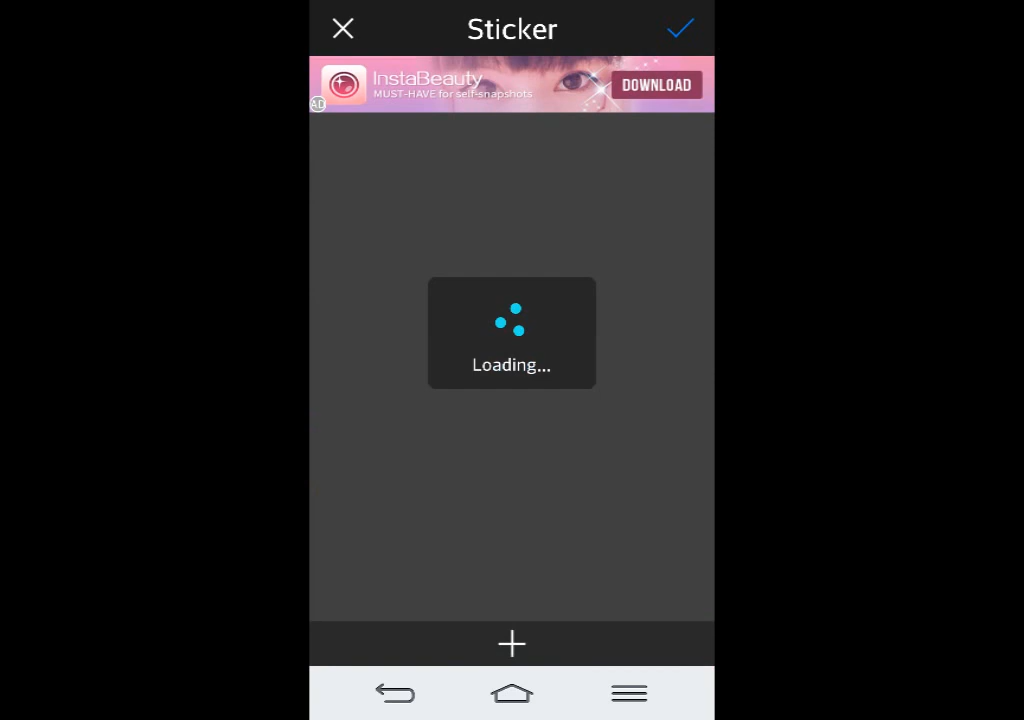 Sticker
InstaBeauty
MUST-HAVE for self-snapshots
DOWNLOAD
AD
Loading...